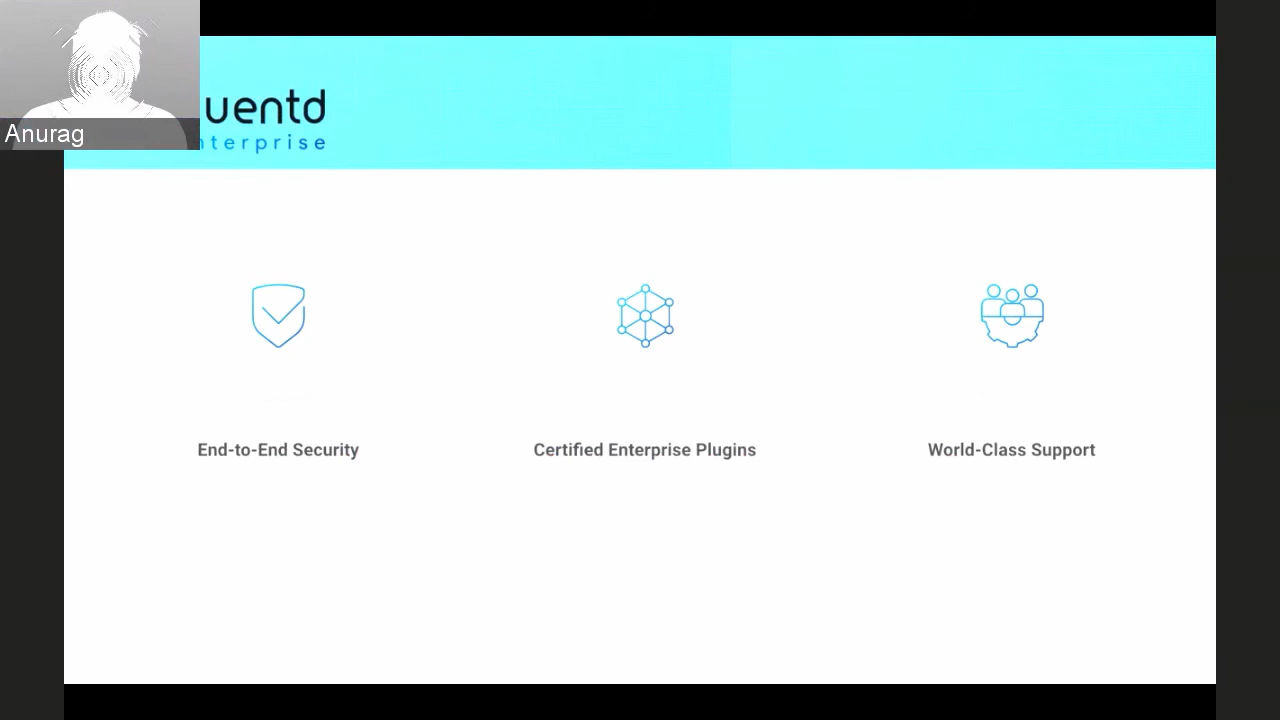 Anurag
uentd
nterprise
End-to-End Security
Certified Enterprise Plugins
World-Class Support